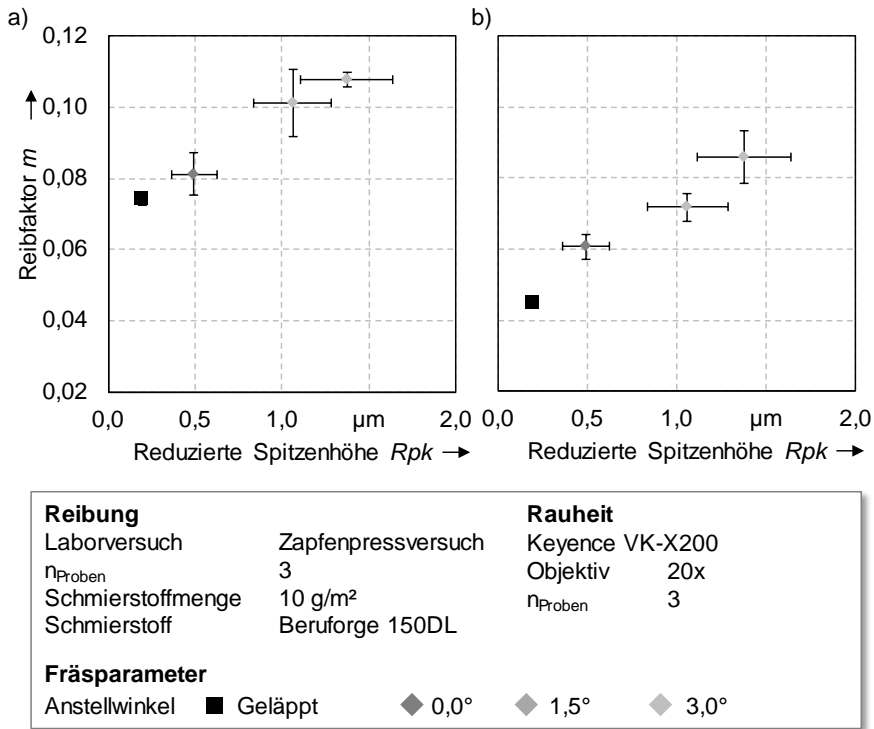 a)
b)
0,12
0,10
0,08
0,06
0,04
0,02
Reibfaktor m
0,0 0,5 1,0 µm 2,0
0,0 0,5 1,0 µm 2,0
Reduzierte Spitzenhöhe Rpk →
Reduzierte Spitzenhöhe Rpk →
Reibung
Laborversuch Zapfenpressversuch
nProben 3
Schmierstoffmenge 10 g/m²
Schmierstoff Beruforge 150DL
Rauheit
Keyence VK-X200
Objektiv 20x
nProben 3
Fräsparameter
Anstellwinkel Geläppt 0,0° 1,5° 3,0°